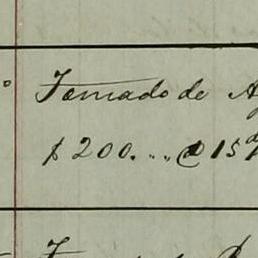 Tomado de
$ 200. ... @ 15 d